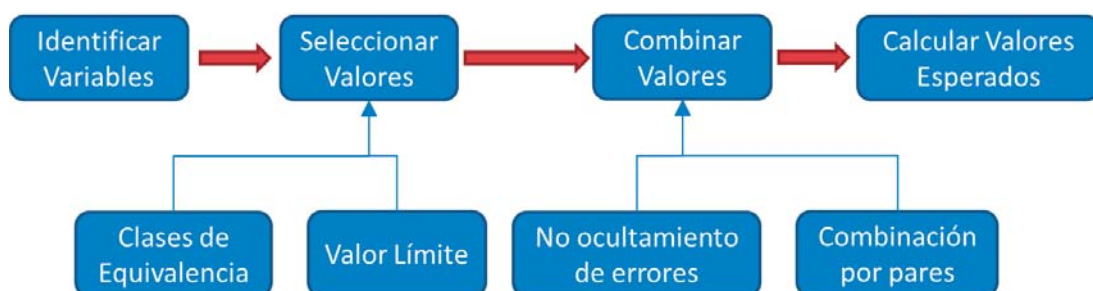 Identificar
Variables
Seleccionar
Valores
Combinar
Valores
Calcular Valores
Esperados
Clases de
Equivalencia
Valor Límite
No ocultamiento
de errores
Combinación
por pares